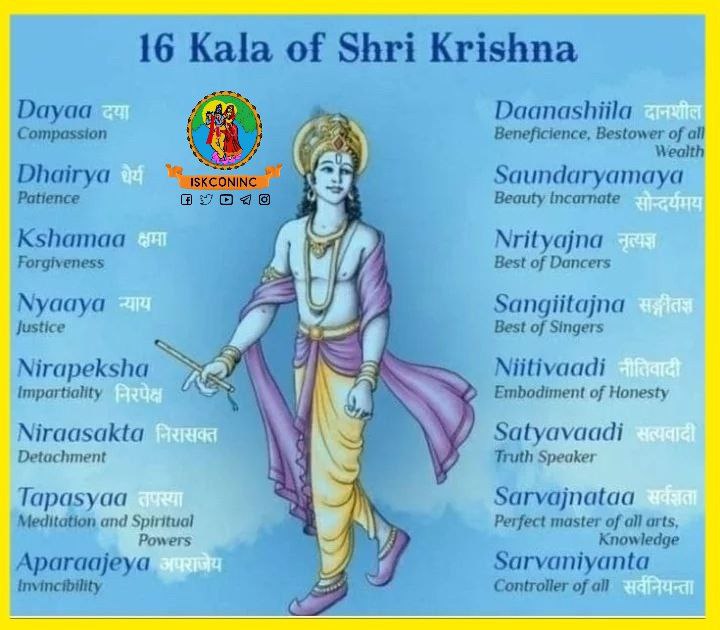 16 Kala of Shri Krishna
ISKCONINC
Dayaa दया
Compassion
Dhairya धैर्य
Patience
Kshamaa क्षमा
Forgiveness
Nyaaya न्याय
Justice
Nirapeksha
Impartiality निरपेक्ष
Niraasakta निरासक्त
Detachment
Tapasyaa तपस्या
Meditation and Spiritual
Powers
Aparaajeya अपराजेय
Invincibility
Daanashiila दानशील
Beneficience, Bestower of all
Wealth
Saundaryamaya
Beauty Incarnate सौन्दर्यमय
Nrityajna नृत्यज्ञ
Best of Dancers
Sangiitajna सङ्गीतज्ञ
Best of Singers
Niitivaadi नीतिवादी
Embodiment of Honesty
Satyavaadi सत्यवादी
Truth Speaker
Sarvajnataa सर्वज्ञता
Perfect master of all arts,
Knowledge
Sarvaniyanta
Controller of all सर्वनियन्ता